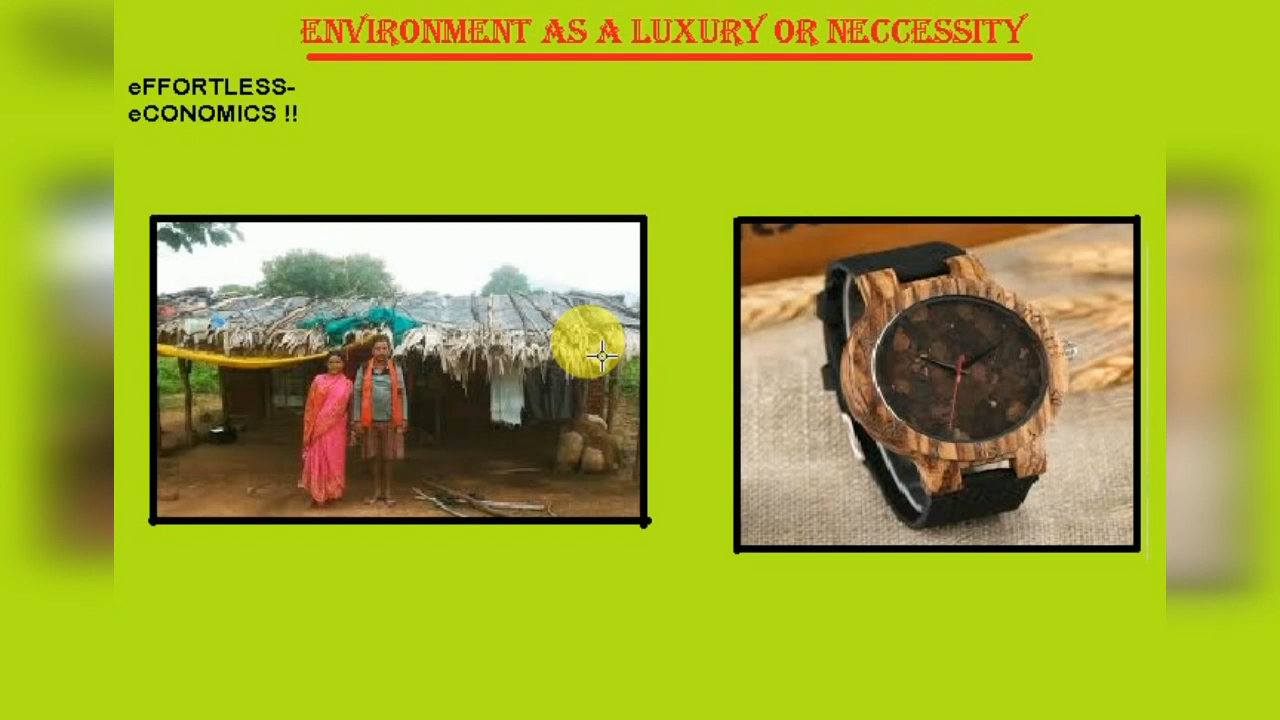 ENVIRONMENT AS A LUXURY OR NECCESSITY
eFFORTLESS-
eCONOMICS !!